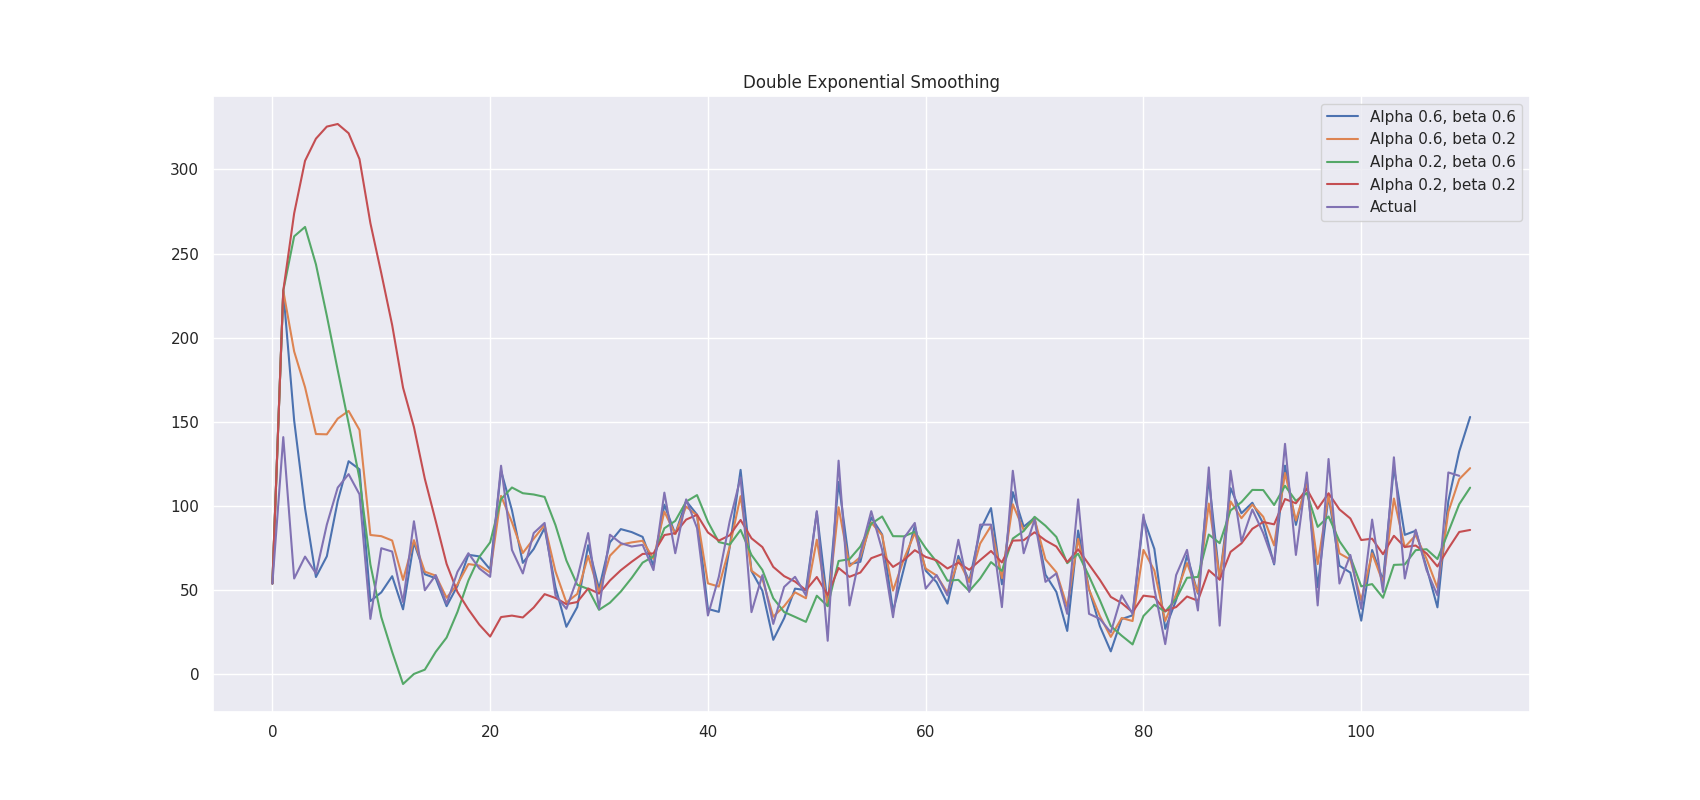 Double Exponential Smoothing
Alpha 0.6, beta 0.6
Alpha 0.6, beta 0.2
Alpha 0.2, beta 0.6
Alpha 0.2, beta 0.2
Actual
300
250
200
150
100
50
0
0 20 40 60 80 100